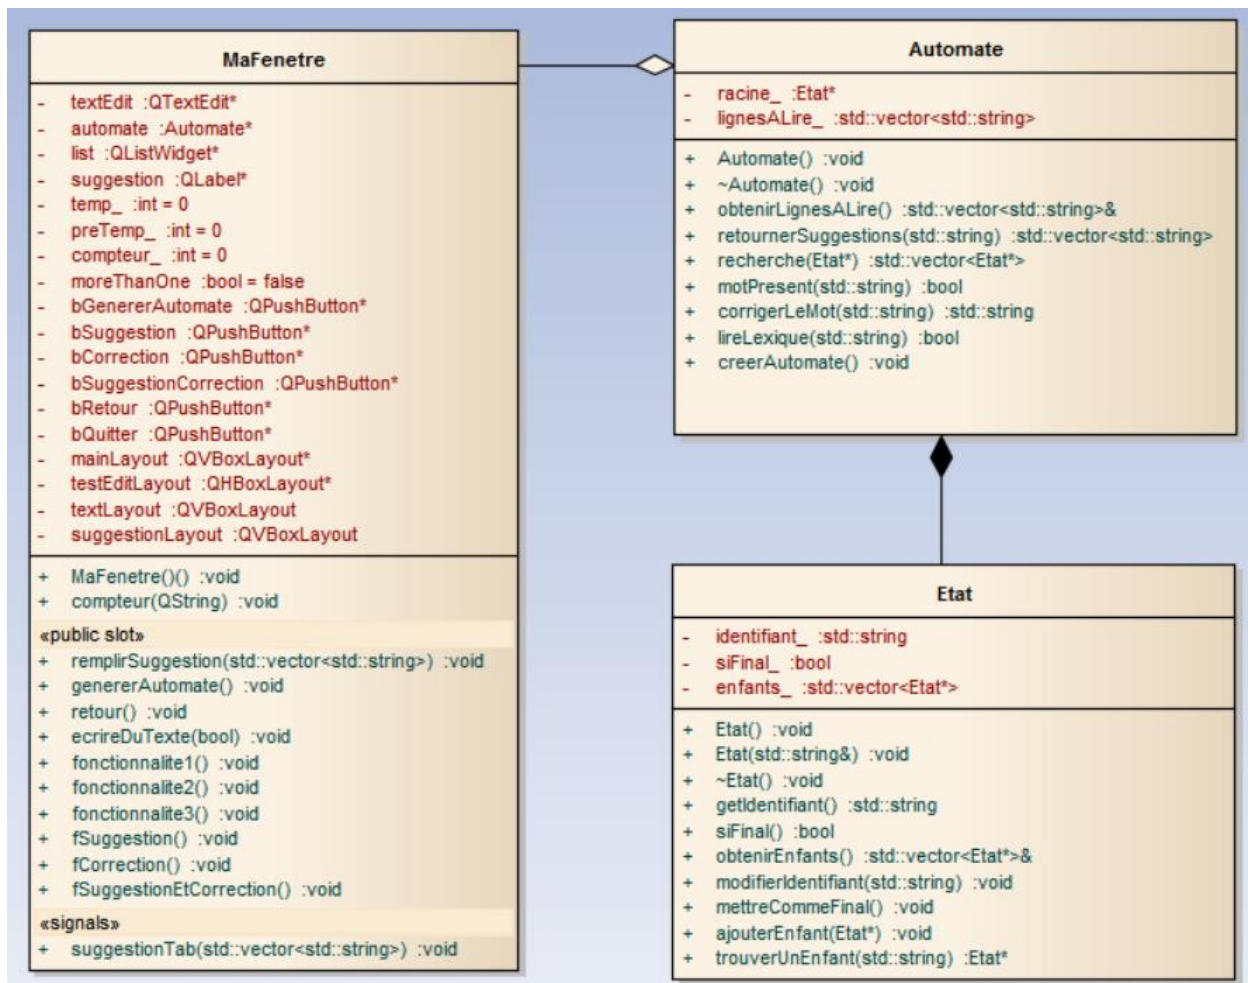 MaFenetre
- textEdit :QTextEdit*
- automate :Automate*
- list :QListWidget*
- suggestion :QLabel*
- temp_ :int = 0
- preTemp_ :int = 0
- compteur_ :int = 0
- moreThanOne :bool = false
- bGenererAutomate :QPushButton*
- bSuggestion :QPushButton*
- bCorrection :QPushButton*
- bSuggestionCorrection :QPushButton*
- bRetour :QPushButton*
- bQuitter :QPushButton*
- mainLayout :QVBoxLayout*
- testEditLayout :QHBoxLayout*
- textLayout :QVBoxLayout
- suggestionLayout :QVBoxLayout
+ MaFenetre()() :void
+ compteur(QString) :void
«public slot»
+ remplirSuggestion(std::vector<std::string>) :void
+ genererAutomate() :void
+ retour() :void
+ ecrireDuTexte(bool) :void
+ fonctionnalite1() :void
+ fonctionnalite2() :void
+ fonctionnalite3() :void
+ fSuggestion() :void
+ fCorrection() :void
+ fSuggestionEtCorrection() :void
«signals»
+ suggestionTab(std::vector<std::string>) :void
Automate
- racine_ :Etat*
- lignesALire_ :std::vector<std::string>
+ Automate() :void
+ ~Automate() :void
+ obtenirLignesALire() :std::vector<std::string>&
+ retournerSuggestions(std::string) :std::vector<std::string>
+ recherche(Etat*) :std::vector<Etat*>
+ motPresent(std::string) :bool
+ corrigerLeMot(std::string) :std::string
+ lireLexique(std::string) :bool
+ creerAutomate() :void
Etat
- identifiant_ :std::string
- siFinal_ :bool
- enfants_ :std::vector<Etat*>
+ Etat() :void
+ Etat(std::string&) :void
+ ~Etat() :void
+ getIdentifiant() :std::string
+ siFinal() :bool
+ obtenirEnfants() :std::vector<Etat*>&
+ modifierIdentifiant(std::string) :void
+ mettreCommeFinal() :void
+ ajouterEnfant(Etat*) :void
+ trouverUnEnfant(std::string) :Etat*